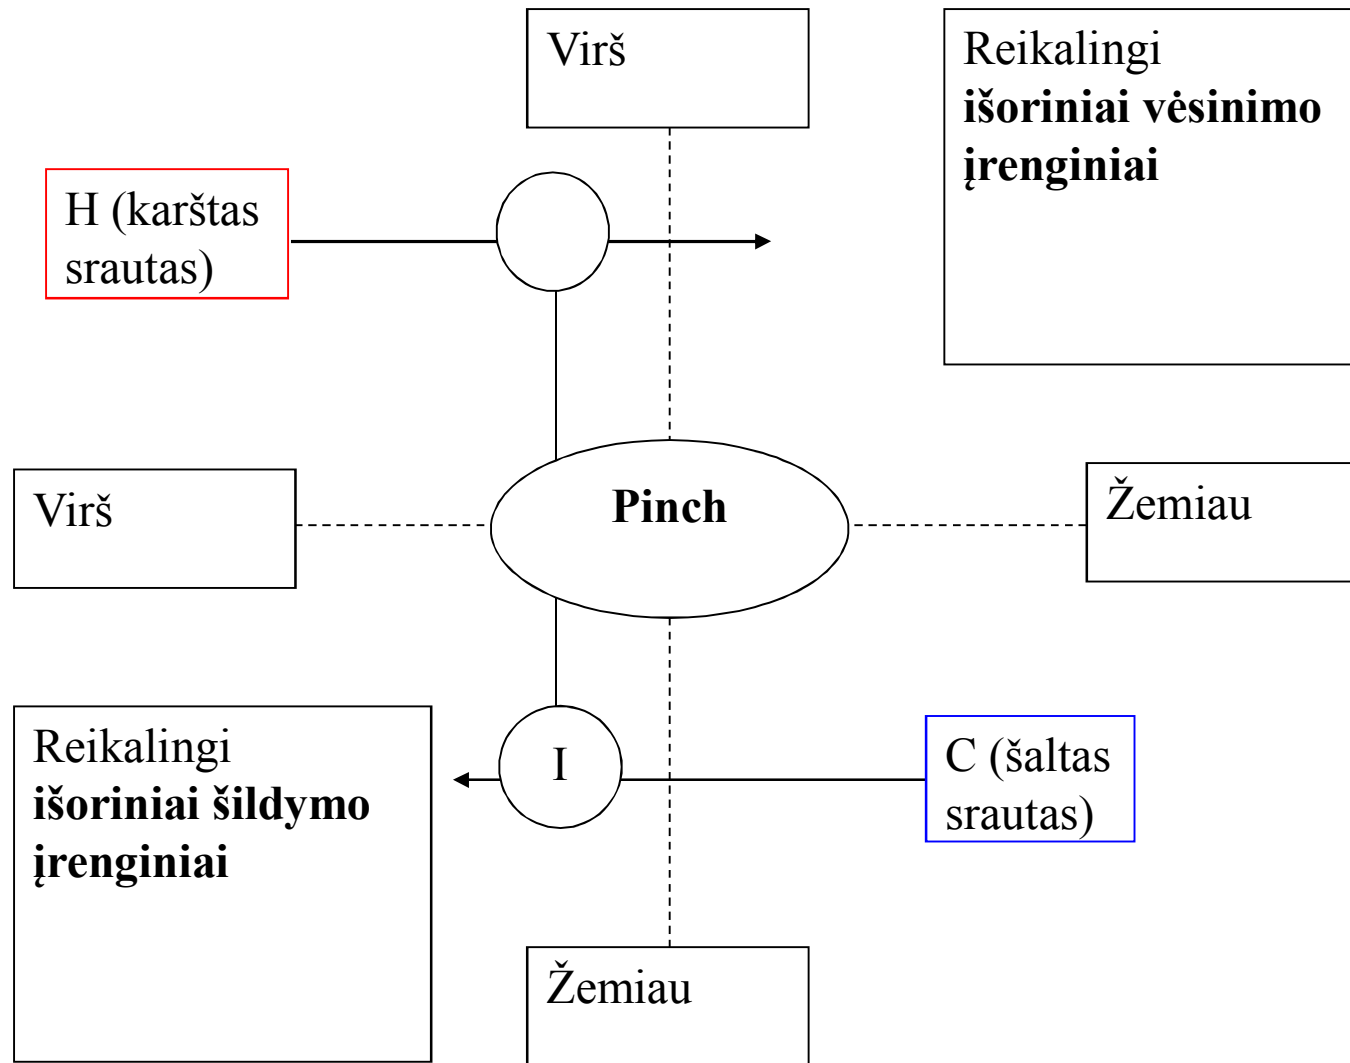 Virš
Reikalingi
išoriniai vėsinimo
įrenginiai
H (karštas
srautas)
Virš
Pinch
Žemiau
Reikalingi
išoriniai šildymo
įrenginiai
I
C (šaltas
srautas)
Žemiau